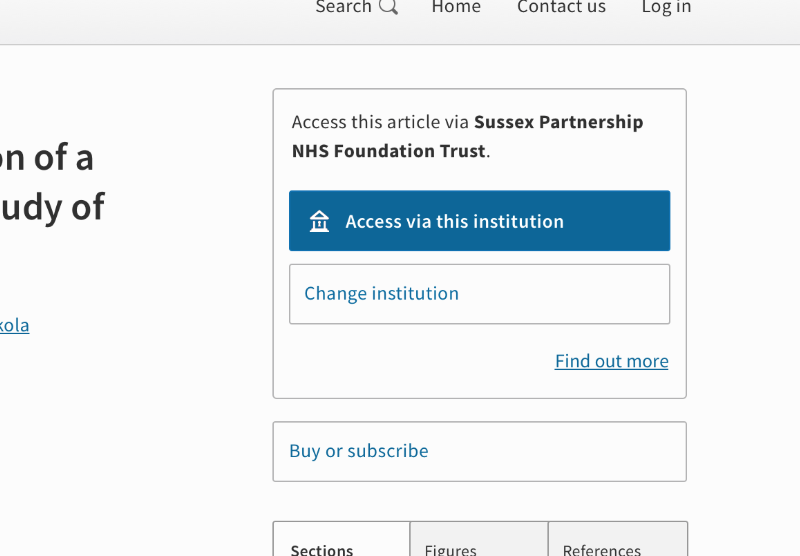 Search Home Contact us Log in
Access this article via Sussex Partnership
NHS Foundation Trust.
on of a
udy of
Access via this institution
Change institution
kola
Find out more
Buy or subscribe
Sections Figures References